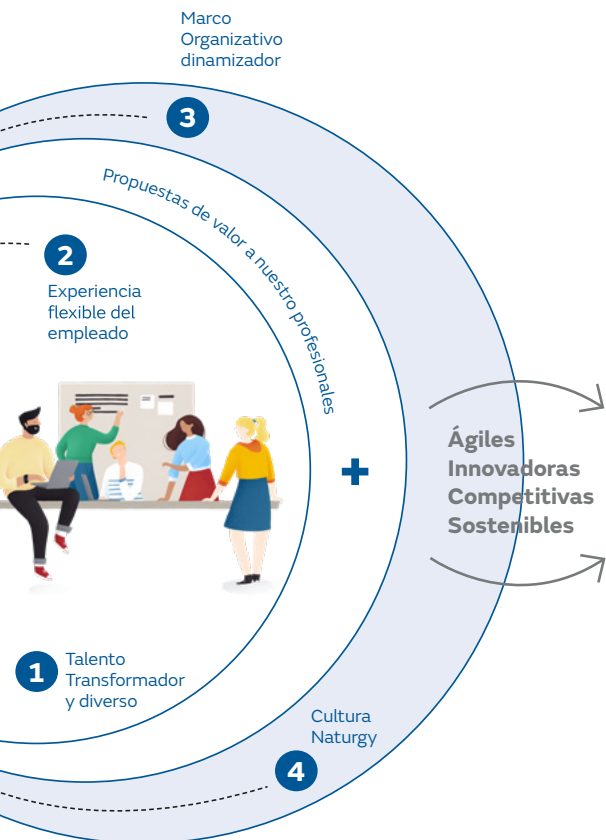 Marco
Organizativo
dinamizador
3
Propuestas de valor a nuestro profesionales
2
Experiencia
flexible del
empleado
+
Ágiles
Innovadoras
Competitivas
Sostenibles
1
Talento
Transformador
y diverso
Cultura
Naturgy
4